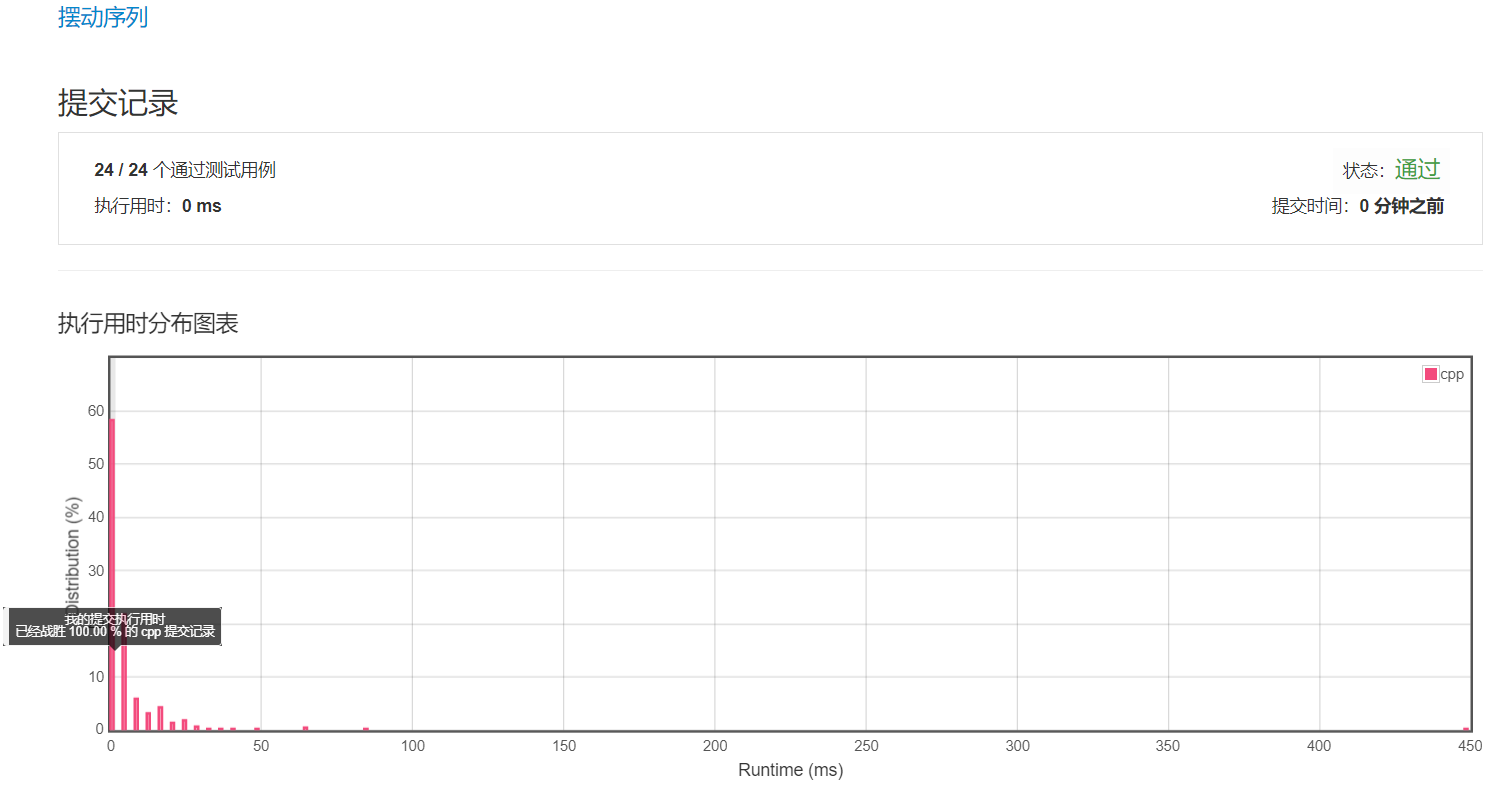 摆动序列
提交记录
24 / 24 个通过测试用例
状态：通过
执行用时：0 ms
提交时间：0 分钟之前
执行用时分布图表
cpp
60
50
40
30
10
0
Distribution (%)
我的提交执行用时
已经战胜 100.00 % 的 cpp 提交记录
0 50 100 150 200 250 300 350 400 450
Runtime (ms)